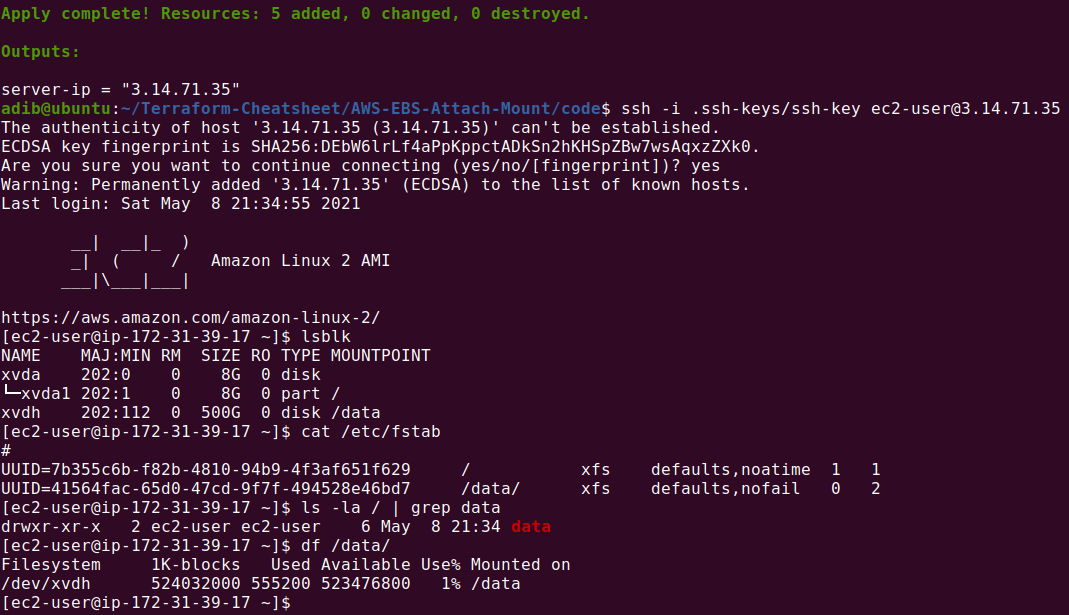 Apply complete! Resources: 5 added, 0 changed, 0 destroyed.
Outputs:
server-ip = "3.14.71.35"
adib@ubuntu:~/Terraform-Cheatsheet/AWS-EBS-Attach-Mount/code$ ssh -i .ssh-keys/ssh-key ec2-user@3.14.71.35
The authenticity of host '3.14.71.35 (3.14.71.35)' can't be established.
ECDSA key fingerprint is SHA256:DEbW6lrLf4aPpKppctADkSn2hKHSpZBw7wsAqxzZXk0.
Are you sure you want to continue connecting (yes/no/[fingerprint])? yes
Warning: Permanently added '3.14.71.35' (ECDSA) to the list of known hosts.
Last login: Sat May  8 21:34:55 2021
       __|  __|_  )
       _|  (     /   Amazon Linux 2 AMI
      ___|\___|___|
https://aws.amazon.com/amazon-linux-2/
[ec2-user@ip-172-31-39-17 ~]$ lsblk
NAME    MAJ:MIN RM  SIZE RO TYPE MOUNTPOINT
xvda    202:0    0    8G  0 disk
└─xvda1 202:1    0    8G  0 part /
xvdh    202:112  0  500G  0 disk /data
[ec2-user@ip-172-31-39-17 ~]$ cat /etc/fstab
#
UUID=7b355c6b-f82b-4810-94b9-4f3af651f629     /           xfs    defaults,noatime  1   1
UUID=41564fac-65d0-47cd-9f7f-494528e46bd7     /data/      xfs    defaults,nofail   0   2
[ec2-user@ip-172-31-39-17 ~]$ ls -la / | grep data
drwxr-xr-x   2 ec2-user ec2-user    6 May  8 21:34 data
[ec2-user@ip-172-31-39-17 ~]$ df /data/
Filesystem     1K-blocks   Used Available Use% Mounted on
/dev/xvdh      524032000 555200 523476800   1% /data
[ec2-user@ip-172-31-39-17 ~]$